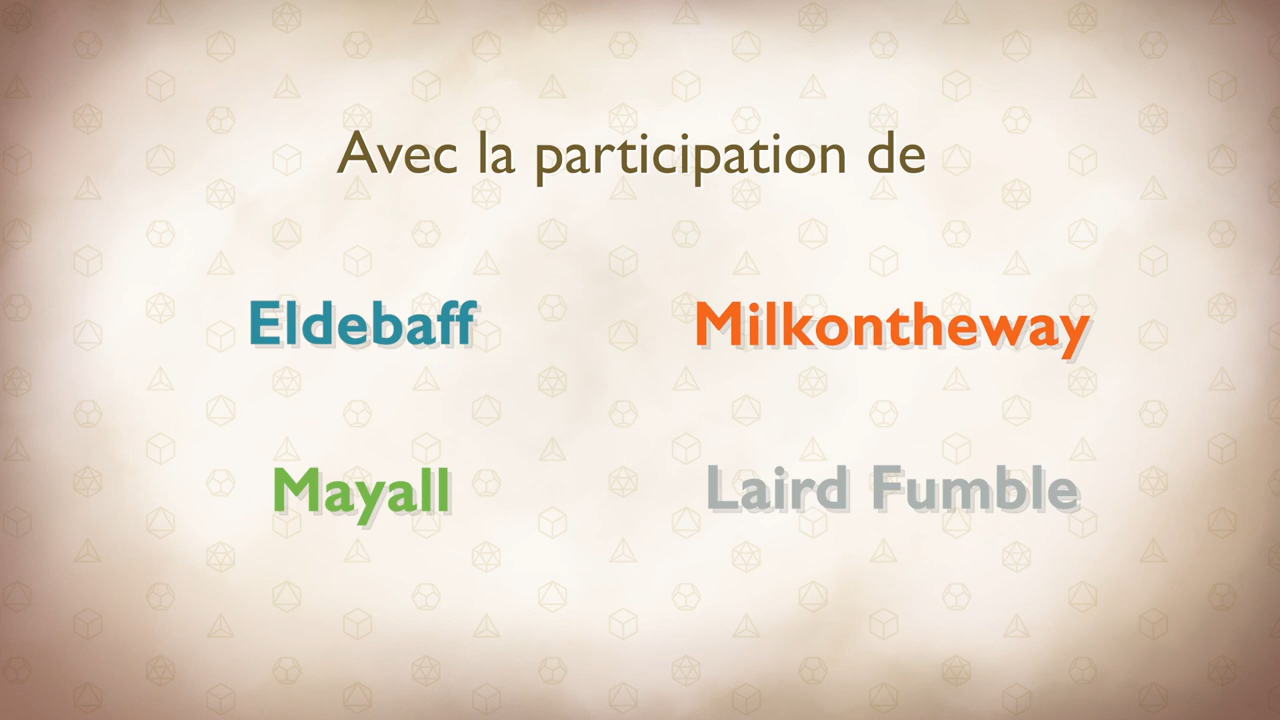 Avec la participation de
Eldebaff
Milkontheway
Mayall
Laird Fumble